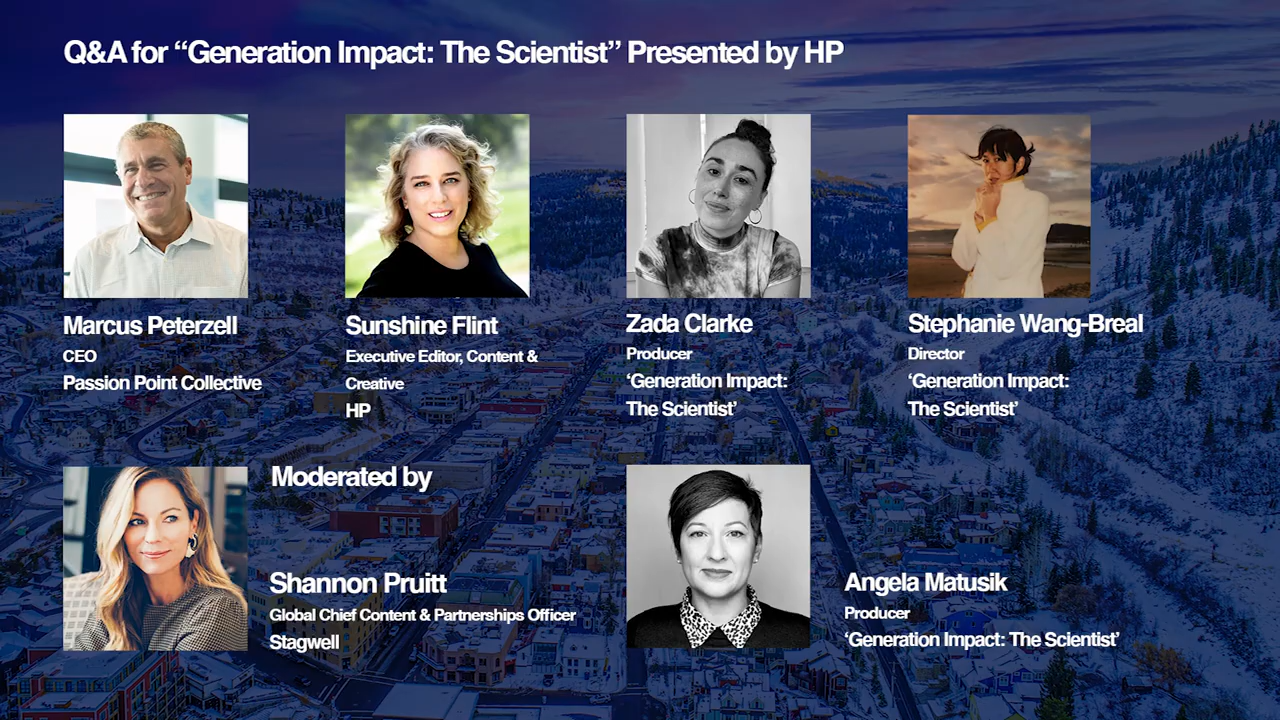 Q&A for “Generation Impact: The Scientist” Presented by HP
Marcus Peterzell
CEO
Passion Point Collective
Sunshine Flint
Executive Editor, Content &
Creative
HP
Zada Clarke
Producer
‘Generation Impact:
The Scientist’
Stephanie Wang-Breal
Director
‘Generation Impact:
The Scientist’
Moderated by
Shannon Pruitt
Global Chief Content & Partnerships Officer
Stagwell
Angela Matusik
Producer
‘Generation Impact: The Scientist’